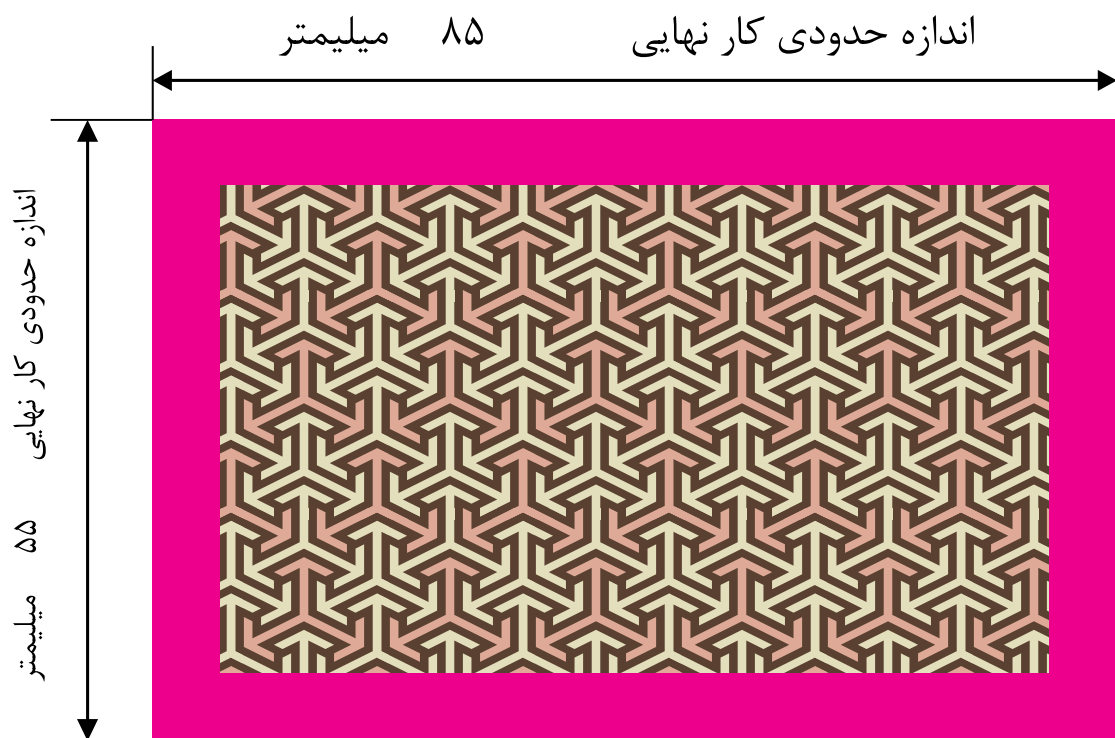 اندازه حدودی کار نهایی ۸۵ میلیمتر
اندازه حدودی کار نهایی ۵۵ میلیمتر